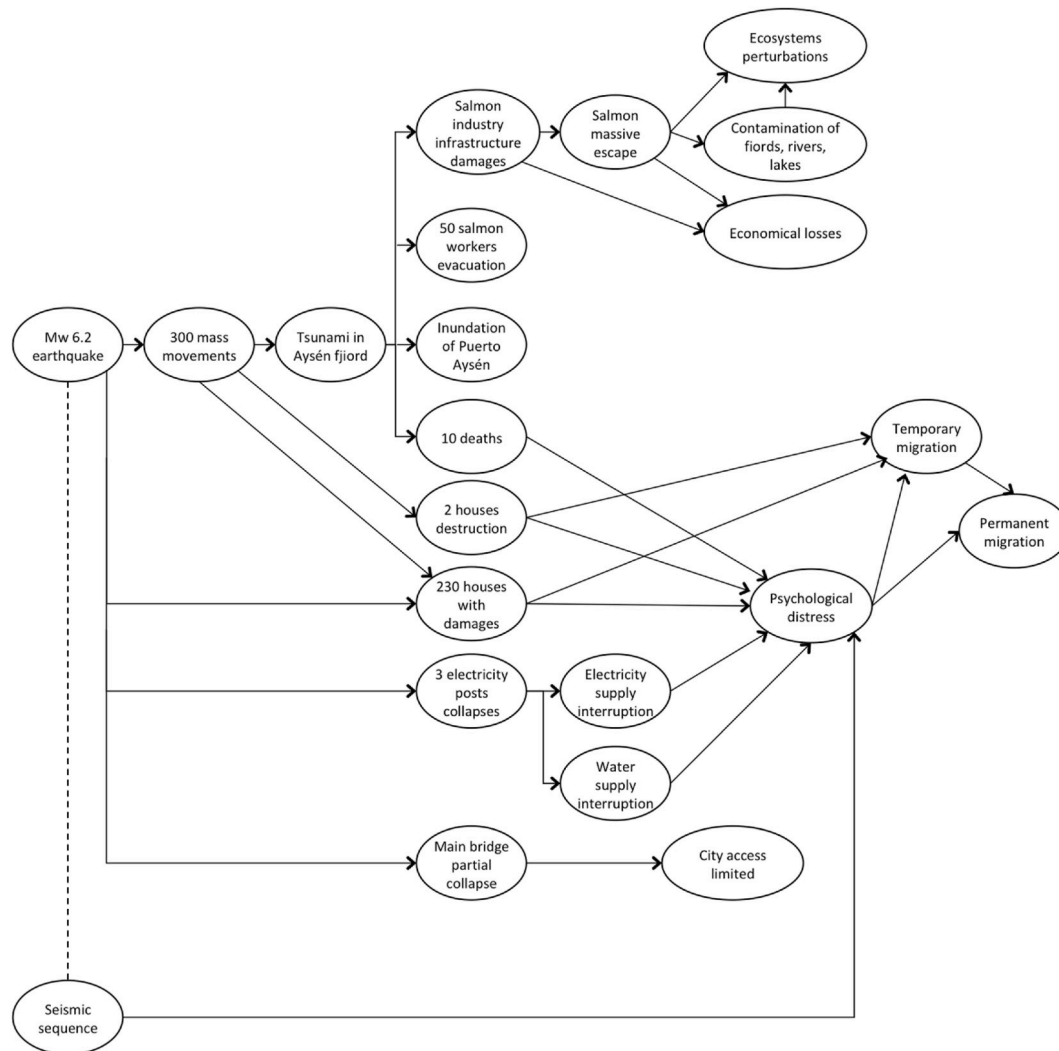 Ecosystems
perturbations
Salmon
industry
infrastructure
damages
Salmon
massive
escape
Contamination of
fiords, rivers,
lakes
50 salmon
workers
evacuation
Economical losses
Mw 6.2
earthquake
300 mass
movements
Tsunami in
Aysén fjiord
Inundation
of Puerto
Aysén
10 deaths
Temporary
migration
2 houses
destruction
Permanent
migration
230 houses
with
damages
Psychological
distress
3 electricity
posts
collapses
Electricity
supply
interruption
Water
supply
interruption
Main bridge
partial
collapse
City access
limited
Seismic
sequence